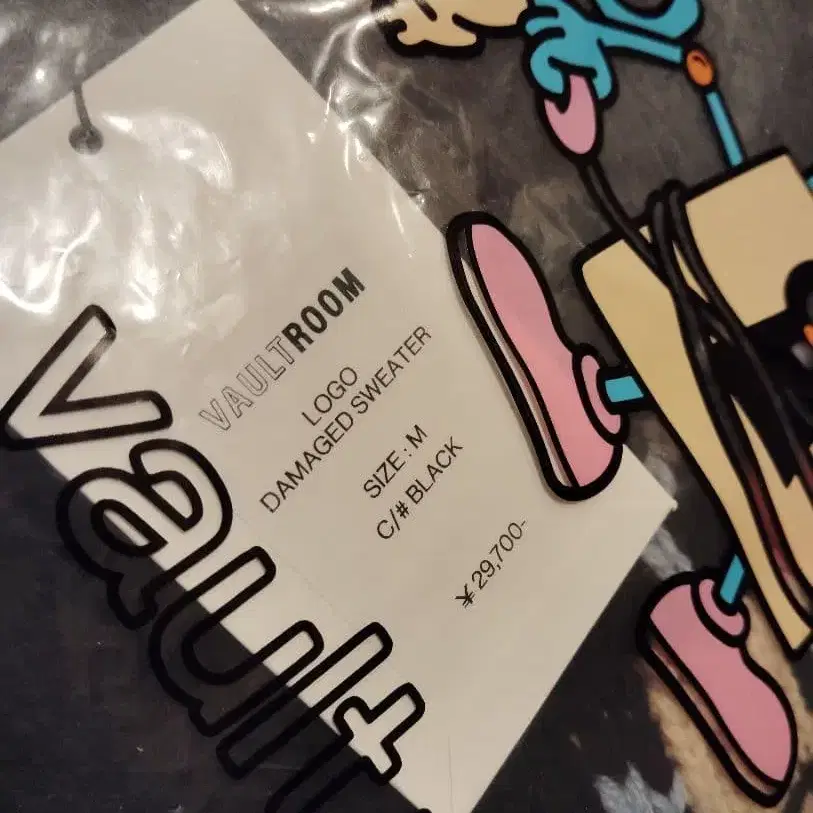 VAULTROOM
LOGO
DAMAGED SWEATER
SIZE : M
C/# BLACK
¥ 29,700-
vault